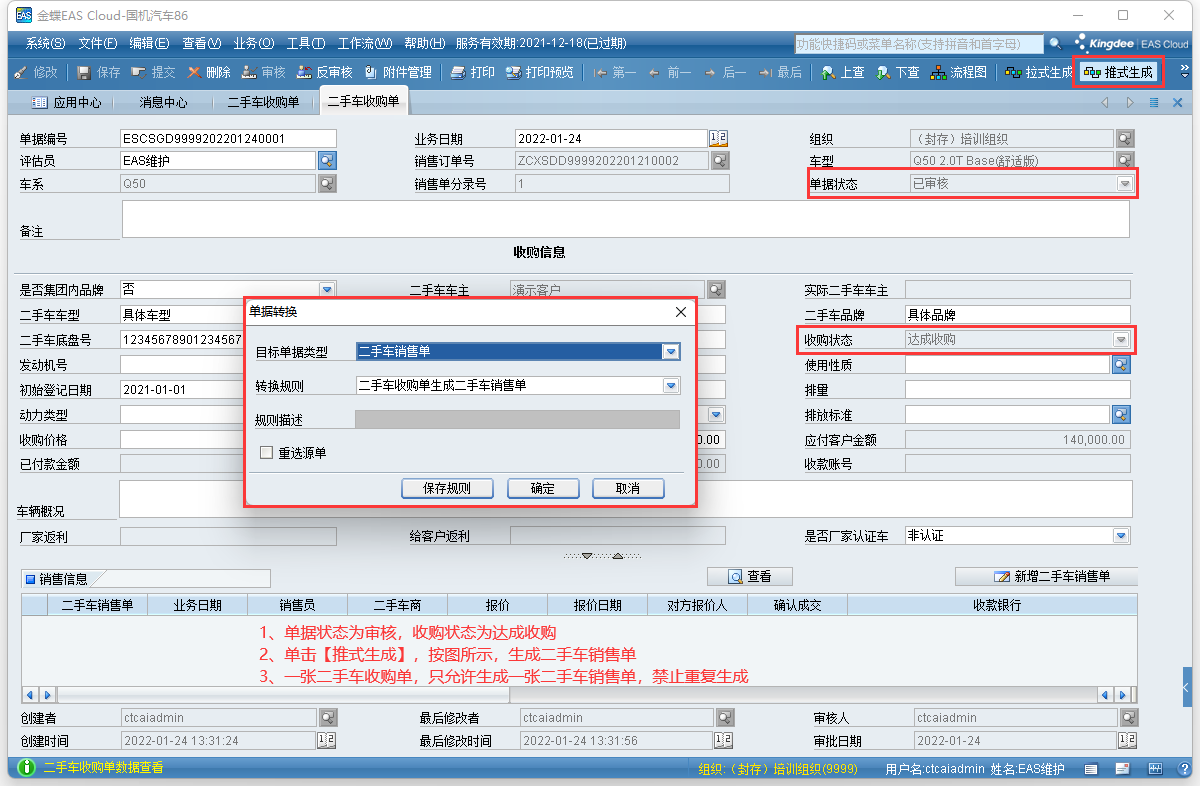 金蝶EAS Cloud-国机汽车86
系统(S) 文件(F) 编辑(E) 查看(V) 业务(O) 工具(T) 工作流(W) 帮助(H) 服务有效期:2021-12-18(已过期) 功能快捷码或菜单名称(支持拼音和首字母) Kingdee EAS Cloud
修改 保存 提交 删除 审核 反审核 附件管理 打印 打印预览 第一 前一 后一 最后 上查 下查 流程图 拉式生成 推式生成
应用中心 消息中心 二手车收购单 二手车收购单
单据编号 ESCSGD9999202201240001 业务日期 2022-01-24 组织 （封存）培训组织
评估员 EAS维护 销售订单号 ZCXSDD9999202201210002 车型 Q50 2.0T Base(舒适版)
车系 Q50 销售单分录号 1 单据状态 已审核
备注
收购信息
是否集团内品牌 否 二手车车主 演示客户 实际二手车车主
二手车车型 具体车型 二手车品牌 具体品牌
二手车底盘号 12345678901234567 收购状态 达成收购
发动机号 使用性质
初始登记日期 2021-01-01 排量
动力类型 排放标准
收购价格 0.00 应付客户金额 140,000.00
已付款金额 0.00 收款账号
车辆概况
厂家返利 给客户返利 是否厂家认证车 非认证
单据转换
目标单据类型 二手车销售单
转换规则 二手车收购单生成二手车销售单
规则描述
重选源单
保存规则 确定 取消
销售信息 查看 新增二手车销售单
二手车销售单 业务日期 销售员 二手车商 报价 报价日期 对方报价人 确认成交 收款银行
1、单据状态为审核，收购状态为达成收购
2、单击【推式生成】，按图所示，生成二手车销售单
3、一张二手车收购单，只允许生成一张二手车销售单，禁止重复生成
创建者 ctcaiadmin 最后修改者 ctcaiadmin 审核人 ctcaiadmin
创建时间 2022-01-24 13:31:24 最后修改时间 2022-01-24 13:31:56 审批日期 2022-01-24
二手车收购单数据查看 组织:（封存）培训组织(9999) 用户名:ctcaiadmin 姓名:EAS维护